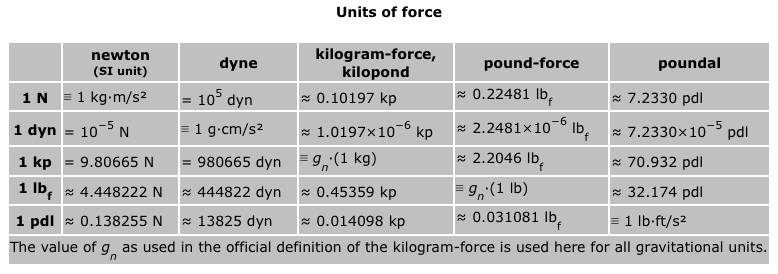 Units of force
newton (SI unit) dyne kilogram-force, kilopond pound-force poundal
1 N ≡ 1 kg·m/s² = 10⁵ dyn ≈ 0.10197 kp ≈ 0.22481 lb_f ≈ 7.2330 pdl
1 dyn = 10⁻⁵ N ≡ 1 g·cm/s² ≈ 1.0197×10⁻⁶ kp ≈ 2.2481×10⁻⁶ lb_f ≈ 7.2330×10⁻⁵ pdl
1 kp = 9.80665 N = 980665 dyn ≡ g_n·(1 kg) ≈ 2.2046 lb_f ≈ 70.932 pdl
1 lb_f ≈ 4.448222 N ≈ 444822 dyn ≈ 0.45359 kp ≡ g_n·(1 lb) ≈ 32.174 pdl
1 pdl ≈ 0.138255 N ≈ 13825 dyn ≈ 0.014098 kp ≈ 0.031081 lb_f ≡ 1 lb·ft/s²
The value of g_n as used in the official definition of the kilogram-force is used here for all gravitational units.